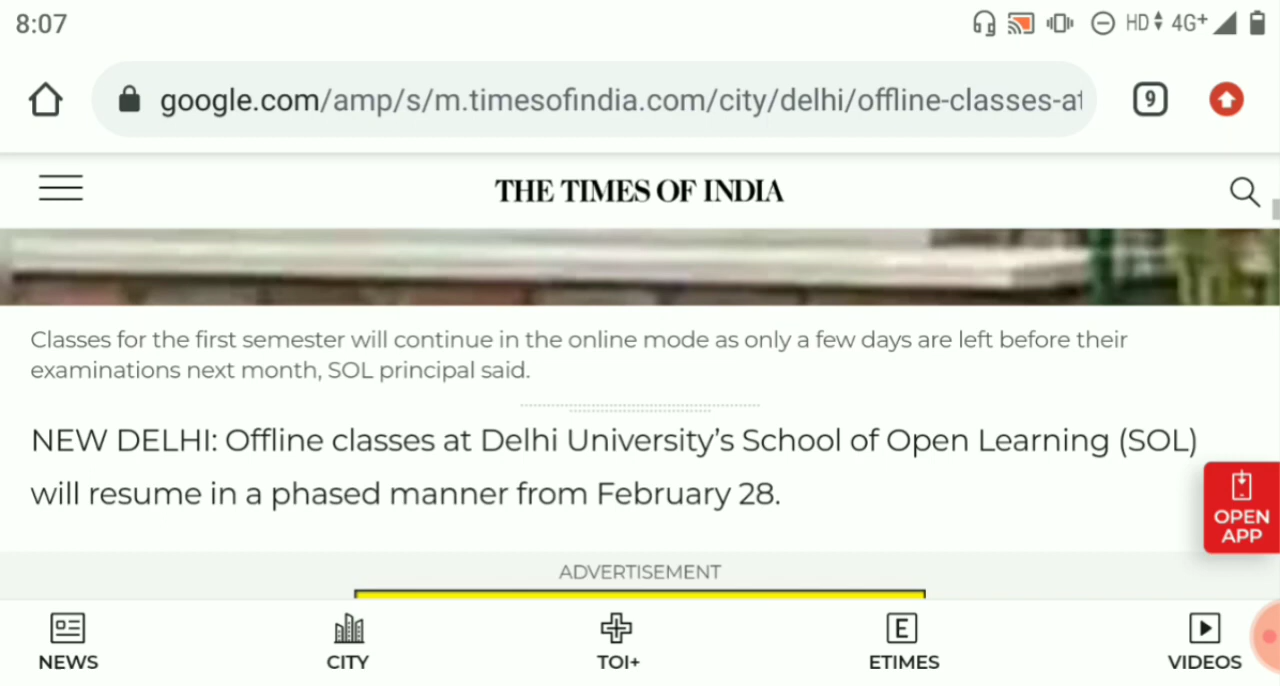 8:07
HD 4G+
google.com/amp/s/m.timesofindia.com/city/delhi/offline-classes-at
9
THE TIMES OF INDIA
Classes for the first semester will continue in the online mode as only a few days are left before their
examinations next month, SOL principal said.
NEW DELHI: Offline classes at Delhi University’s School of Open Learning (SOL)
will resume in a phased manner from February 28.
OPEN
APP
ADVERTISEMENT
E
NEWS CITY TOI+ ETIMES VIDEOS